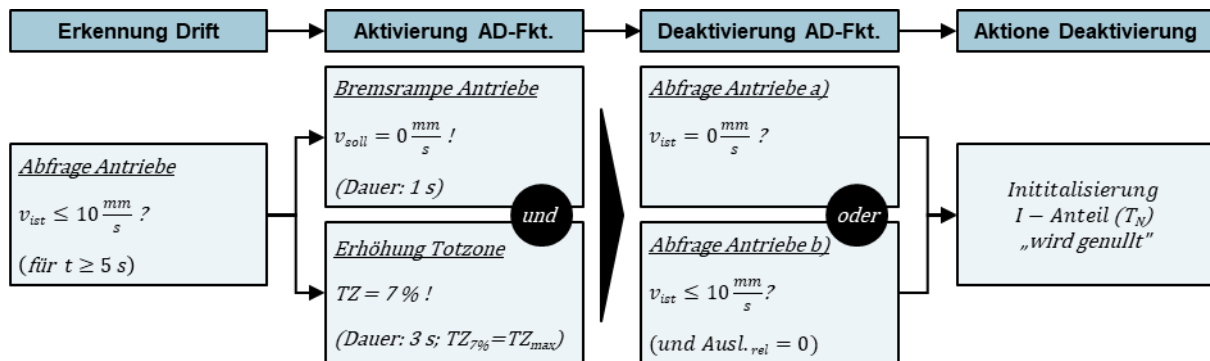 Erkennung Drift
Aktivierung AD-Fkt.
Deaktivierung AD-Fkt.
Aktione Deaktivierung
Abfrage Antriebe
v_ist ≤ 10 mm/s ?
(für t ≥ 5 s)
Bremsrampe Antriebe
v_soll = 0 mm/s !
(Dauer: 1 s)
und
Erhöhung Totzone
TZ = 7 % !
(Dauer: 3 s; TZ_7%=TZ_max)
Abfrage Antriebe a)
v_ist = 0 mm/s ?
oder
Abfrage Antriebe b)
v_ist ≤ 10 mm/s?
(und Ausl._rel = 0)
Inititalisierung
I − Anteil (T_N)
„wird genullt"